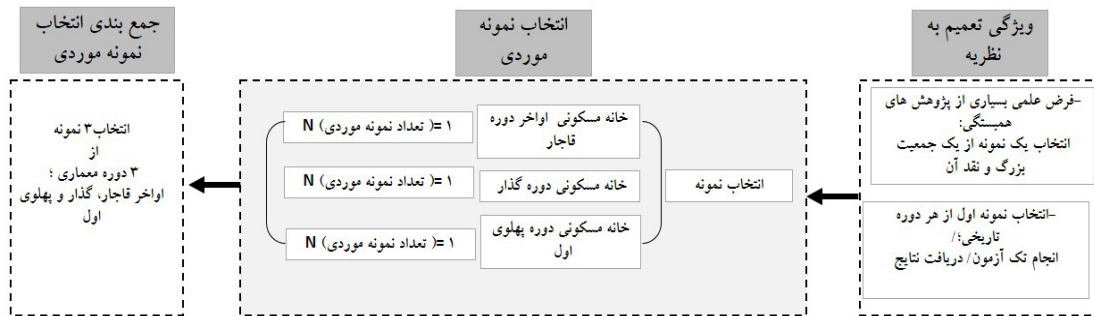 ویژگی تعمیم به
نظریه
-فرض علمی بسیاری از پژوهش های
همبستگی:
انتخاب یک نمونه از یک جمعیت
بزرگ و نقد آن
-انتخاب نمونه اول از هر دوره
تاریخی؛/
انجام تک آزمون/ دریافت نتایج
انتخاب نمونه
موردی
انتخاب نمونه
خانه مسکونی اواخر دوره
قاجار
N (تعداد نمونه موردی )= ۱
خانه مسکونی دوره گذار
N (تعداد نمونه موردی )= ۱
خانه مسکونی دوره پهلوی
اول
N (تعداد نمونه موردی )= ۱
جمع بندی انتخاب
نمونه موردی
انتخاب۳ نمونه
از
۳ دوره معماری ؛
اواخر قاجار، گذار و پهلوی
اول